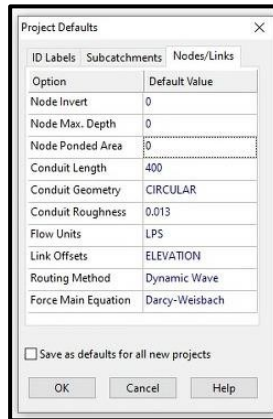 Project Defaults
ID Labels Subcatchments Nodes/Links
Option Default Value
Node Invert 0
Node Max. Depth 0
Node Ponded Area 0
Conduit Length 400
Conduit Geometry CIRCULAR
Conduit Roughness 0.013
Flow Units LPS
Link Offsets ELEVATION
Routing Method Dynamic Wave
Force Main Equation Darcy-Weisbach
Save as defaults for all new projects
OK Cancel Help